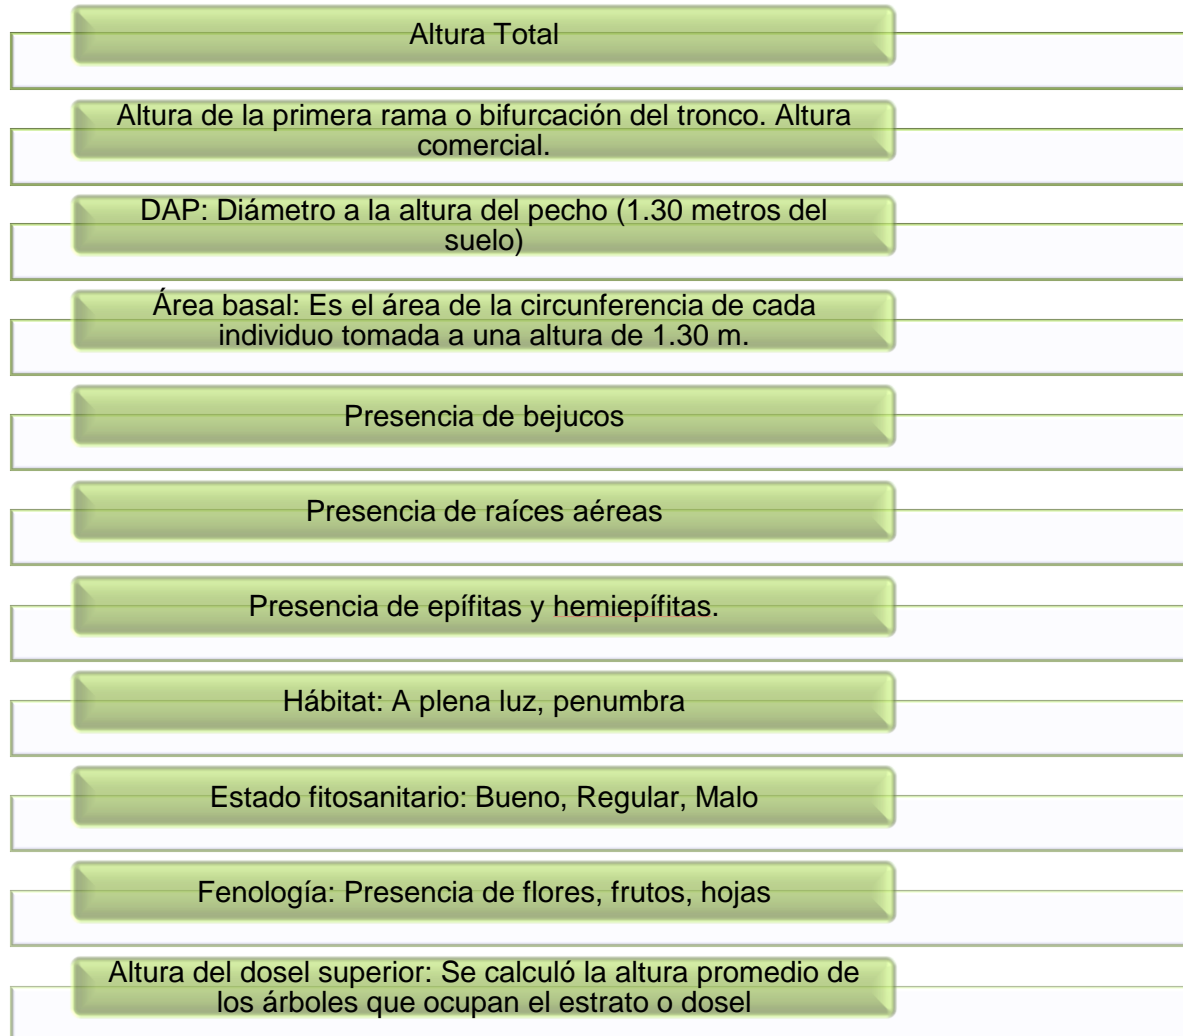 Altura Total
Altura de la primera rama o bifurcación del tronco. Altura
comercial.
DAP: Diámetro a la altura del pecho (1.30 metros del
suelo)
Área basal: Es el área de la circunferencia de cada
individuo tomada a una altura de 1.30 m.
Presencia de bejucos
Presencia de raíces aéreas
Presencia de epífitas y hemiepífitas.
Hábitat: A plena luz, penumbra
Estado fitosanitario: Bueno, Regular, Malo
Fenología: Presencia de flores, frutos, hojas
Altura del dosel superior: Se calculó la altura promedio de
los árboles que ocupan el estrato o dosel